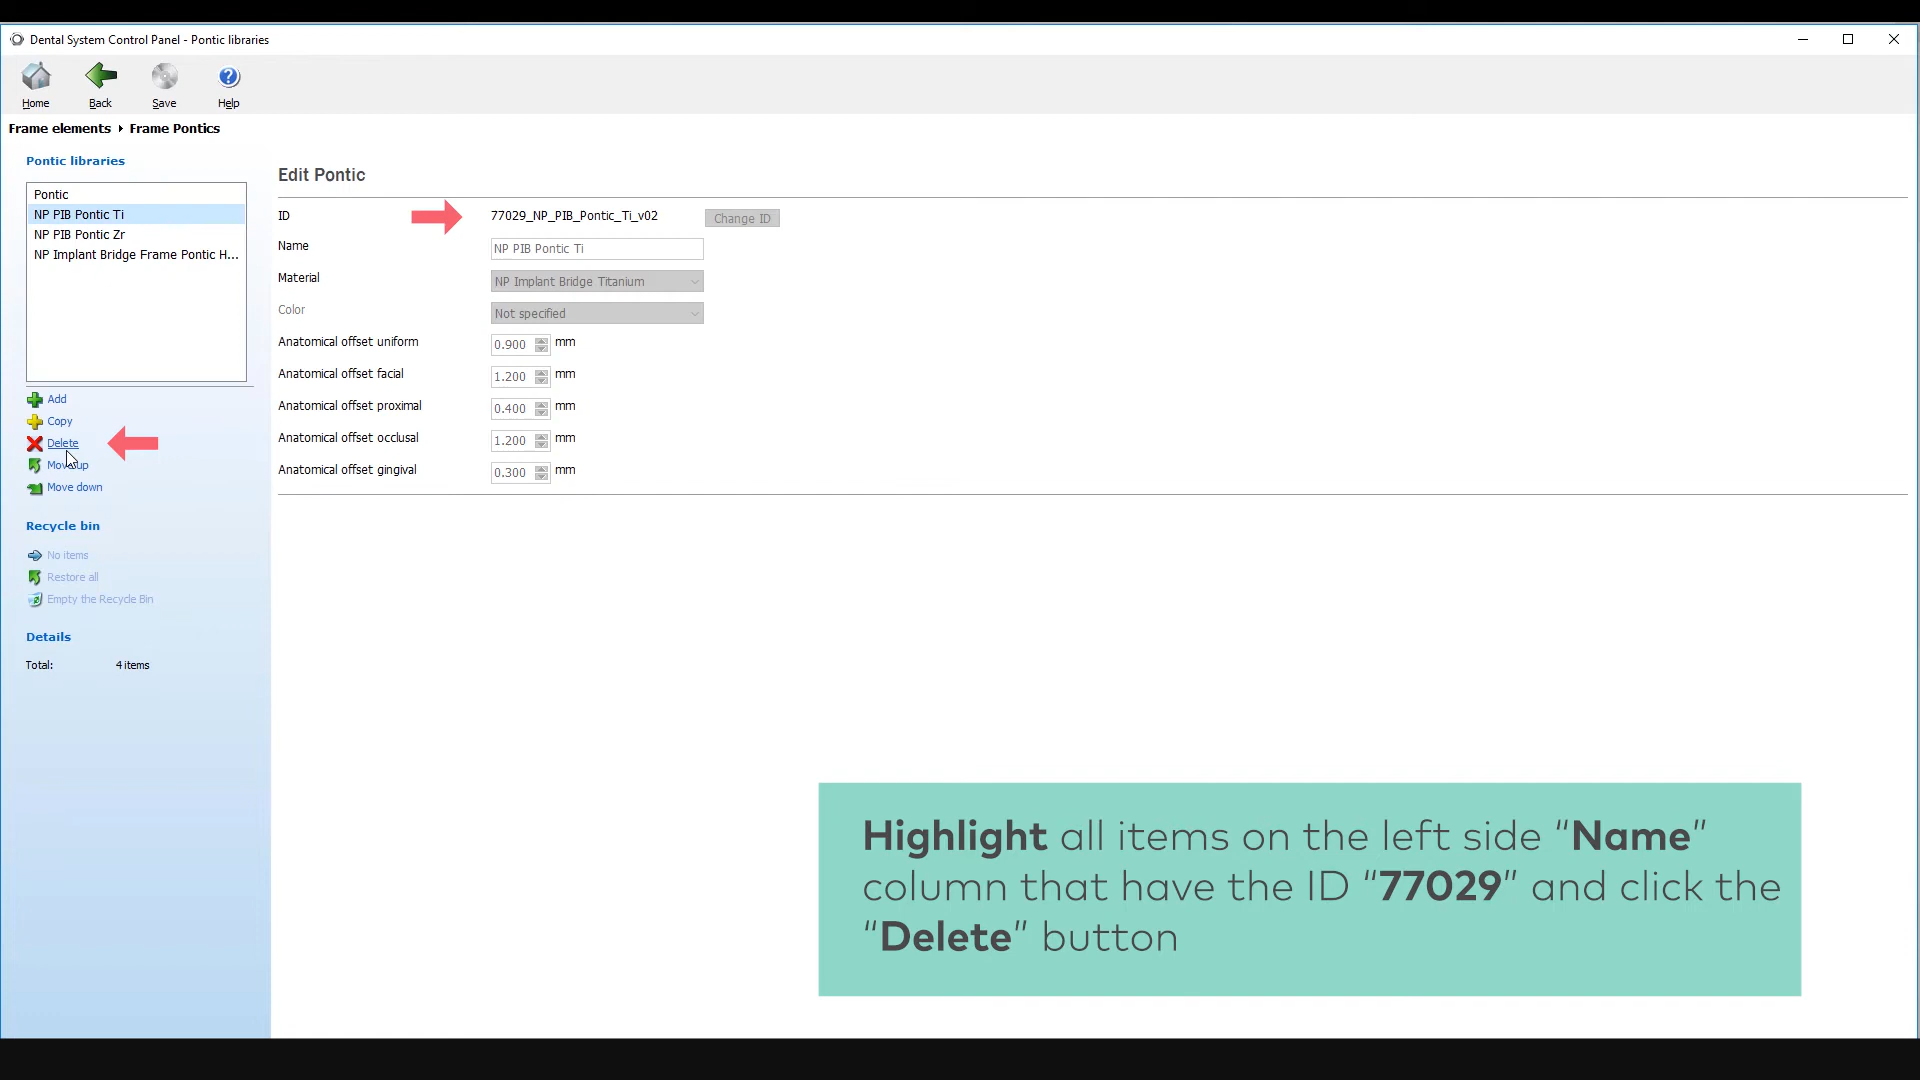 Dental System Control Panel - Pontic libraries
Home Back Save Help
Frame elements Frame Pontics
Pontic libraries
Pontic
NP PIB Pontic Ti
NP PIB Pontic Zr
NP Implant Bridge Frame Pontic H...
Add
Copy
Delete
Move up
Move down
Recycle bin
No items
Restore all
Empty the Recycle Bin
Details
Total: 4 items
Edit Pontic
ID 77029_NP_PIB_Pontic_Ti_v02 Change ID
Name NP PIB Pontic Ti
Material NP Implant Bridge Titanium
Color Not specified
Anatomical offset uniform 0.900 mm
Anatomical offset facial 1.200 mm
Anatomical offset proximal 0.400 mm
Anatomical offset occlusal 1.200 mm
Anatomical offset gingival 0.300 mm
Highlight all items on the left side “Name”
column that have the ID “77029” and click the
“Delete” button